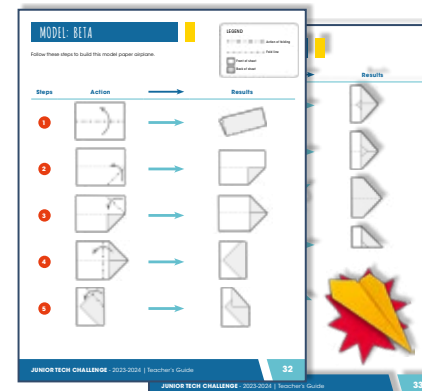 MODEL: BETA
Follow these steps to build this model paper airplane.
LEGEND
Action of folding
Fold line
Front of sheet
Back of sheet
Steps
Action
Results
1
2
3
4
5
JUNIOR TECH CHALLENGE - 2023-2024 | Teacher's Guide
32
Results
JUNIOR TECH CHALLENGE - 2023-2024 | Teacher's Guide
33